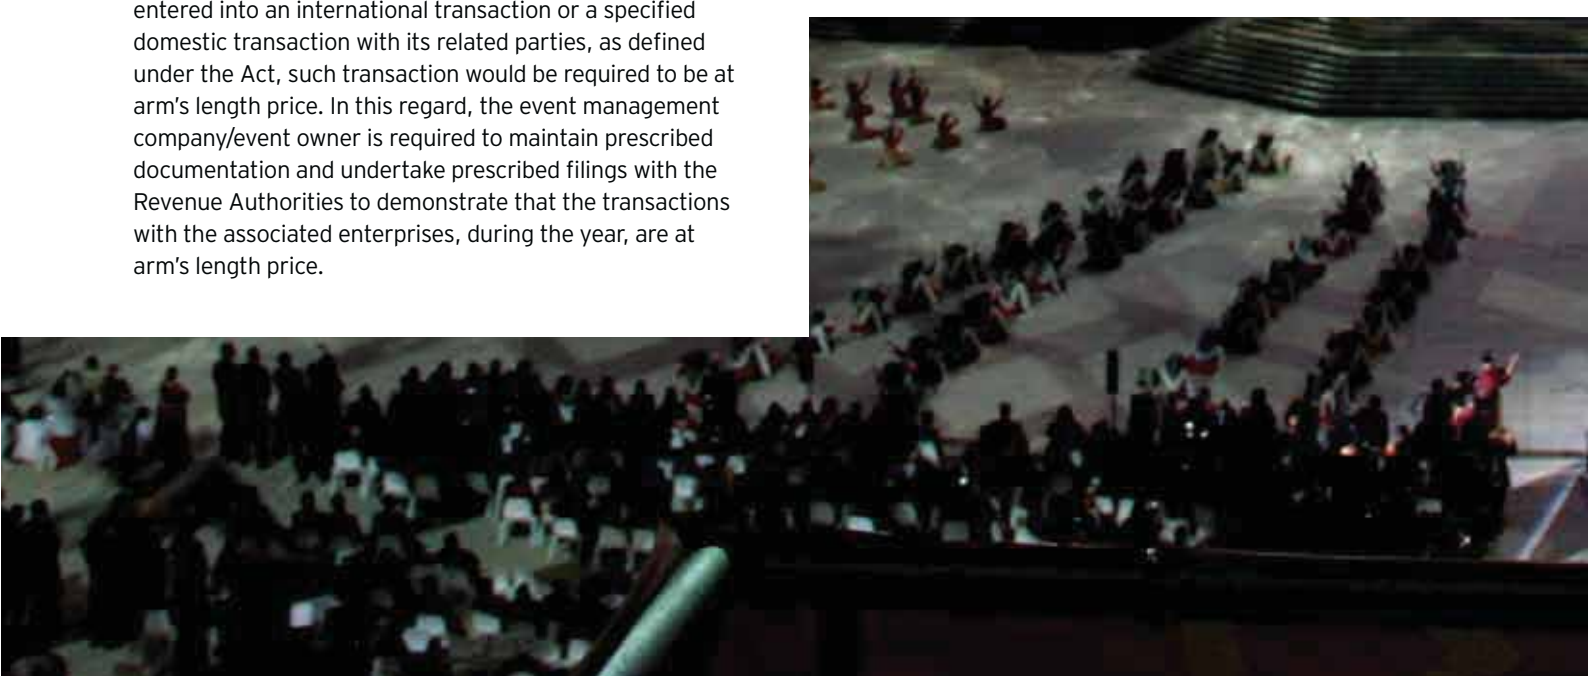 entered into an international transaction or a specified
domestic transaction with its related parties, as defined
under the Act, such transaction would be required to be at
arm's length price. In this regard, the event management
company/event owner is required to maintain prescribed
documentation and undertake prescribed filings with the
Revenue Authorities to demonstrate that the transactions
with the associated enterprises, during the year, are at
arm's length price.